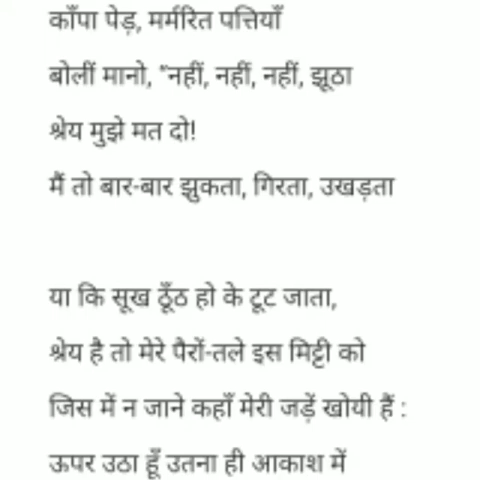 काँपा पेड़, मर्मरित पत्तियाँ
बोलीं मानो, "नहीं, नहीं, नहीं, झूठा
श्रेय मुझे मत दो!
मैं तो बार-बार झुकता, गिरता, उखड़ता
या कि सूख ठूँठ हो के टूट जाता,
श्रेय है तो मेरे पैरों-तले इस मिट्टी को
जिस में न जाने कहाँ मेरी जड़ें खोयी हैं :
ऊपर उठा हूँ उतना ही आकाश में